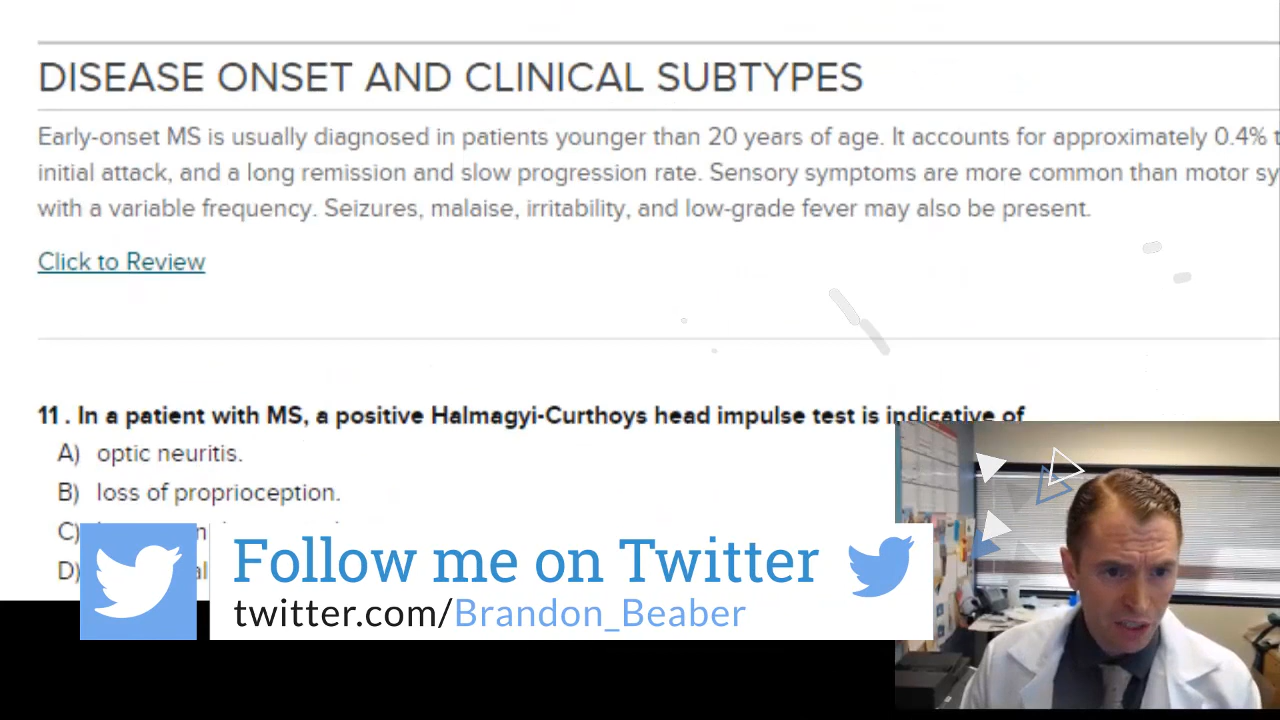 DISEASE ONSET AND CLINICAL SUBTYPES
Early-onset MS is usually diagnosed in patients younger than 20 years of age. It accounts for approximately 0.4% t
initial attack, and a long remission and slow progression rate. Sensory symptoms are more common than motor sy
with a variable frequency. Seizures, malaise, irritability, and low-grade fever may also be present.
Click to Review
11 . In a patient with MS, a positive Halmagyi-Curthoys head impulse test is indicative of
A) optic neuritis.
B) loss of proprioception.
C)
D)
Follow me on Twitter
twitter.com/Brandon_Beaber